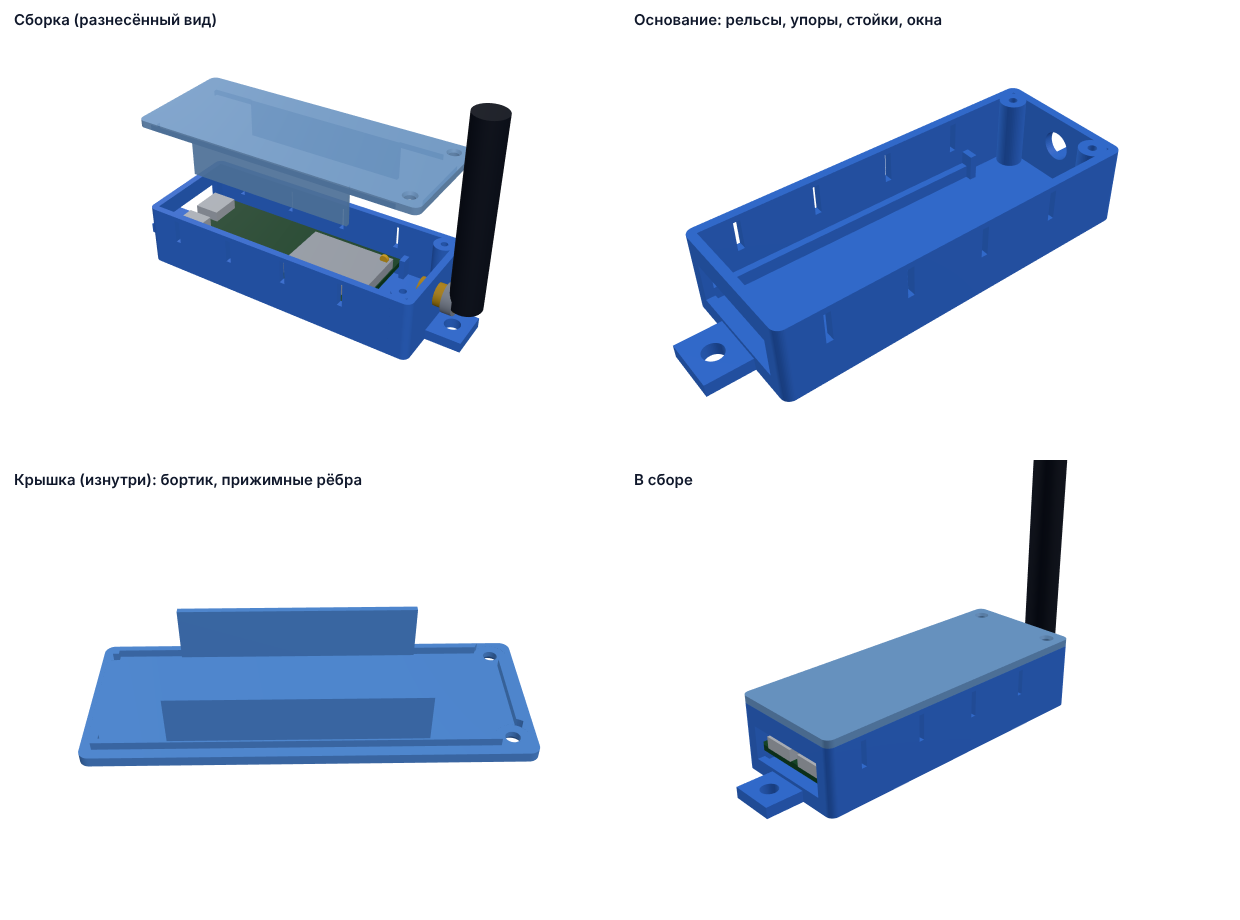 Сборка (разнесённый вид)
Основание: рельсы, упоры, стойки, окна
Крышка (изнутри): бортик, прижимные рёбра
В сборе